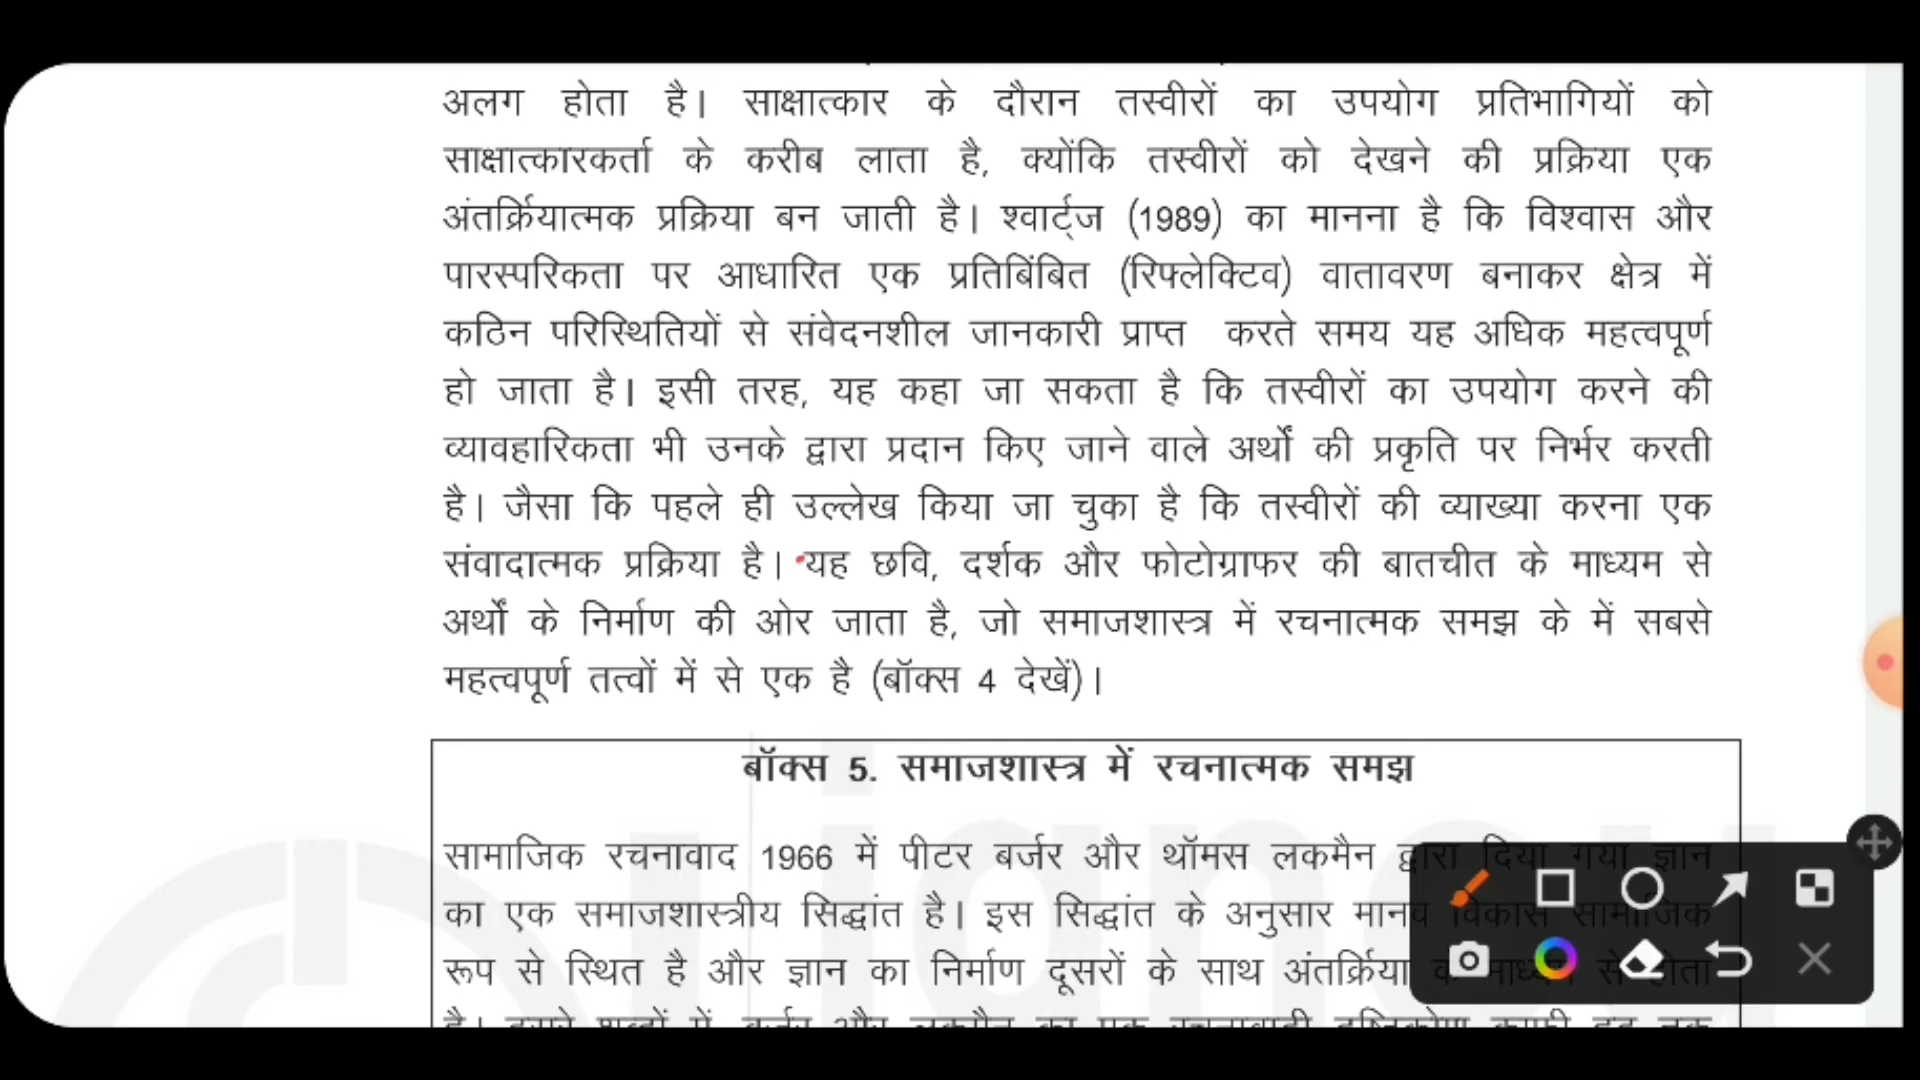 अलग होता है। साक्षात्कार के दौरान तस्वीरों का उपयोग प्रतिभागियों को
साक्षात्कारकर्ता के करीब लाता है, क्योंकि तस्वीरों को देखने की प्रक्रिया एक
अंतर्क्रियात्मक प्रक्रिया बन जाती है। श्वार्ट्ज (1989) का मानना है कि विश्वास और
पारस्परिकता पर आधारित एक प्रतिबिंबित (रिफ्लेक्टिव) वातावरण बनाकर क्षेत्र में
कठिन परिस्थितियों से संवेदनशील जानकारी प्राप्त करते समय यह अधिक महत्वपूर्ण
हो जाता है। इसी तरह, यह कहा जा सकता है कि तस्वीरों का उपयोग करने की
व्यावहारिकता भी उनके द्वारा प्रदान किए जाने वाले अर्थों की प्रकृति पर निर्भर करती
है। जैसा कि पहले ही उल्लेख किया जा चुका है कि तस्वीरों की व्याख्या करना एक
संवादात्मक प्रक्रिया है। यह छवि, दर्शक और फोटोग्राफर की बातचीत के माध्यम से
अर्थों के निर्माण की ओर जाता है, जो समाजशास्त्र में रचनात्मक समझ के में सबसे
महत्वपूर्ण तत्वों में से एक है (बॉक्स 4 देखें)।
बॉक्स 5. समाजशास्त्र में रचनात्मक समझ
सामाजिक रचनावाद 1966 में पीटर बर्जर और थॉमस लकमैन द्वारा दिया गया ज्ञान
का एक समाजशास्त्रीय सिद्धांत है। इस सिद्धांत के अनुसार मानव विकास सामाजिक
रूप से स्थित है और ज्ञान का निर्माण दूसरों के साथ अंतर्क्रिया के माध्यम से होता